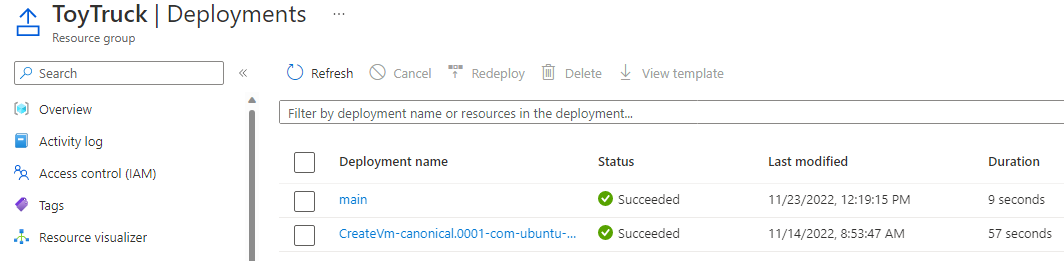 ToyTruck | Deployments ...
Resource group
Search «
Refresh Cancel Redeploy Delete View template
Overview
Activity log
Access control (IAM)
Tags
Resource visualizer
Filter by deployment name or resources in the deployment...
Deployment name Status Last modified Duration
main Succeeded 11/23/2022, 12:19:15 PM 9 seconds
CreateVm-canonical.0001-com-ubuntu-... Succeeded 11/14/2022, 8:53:47 AM 57 seconds